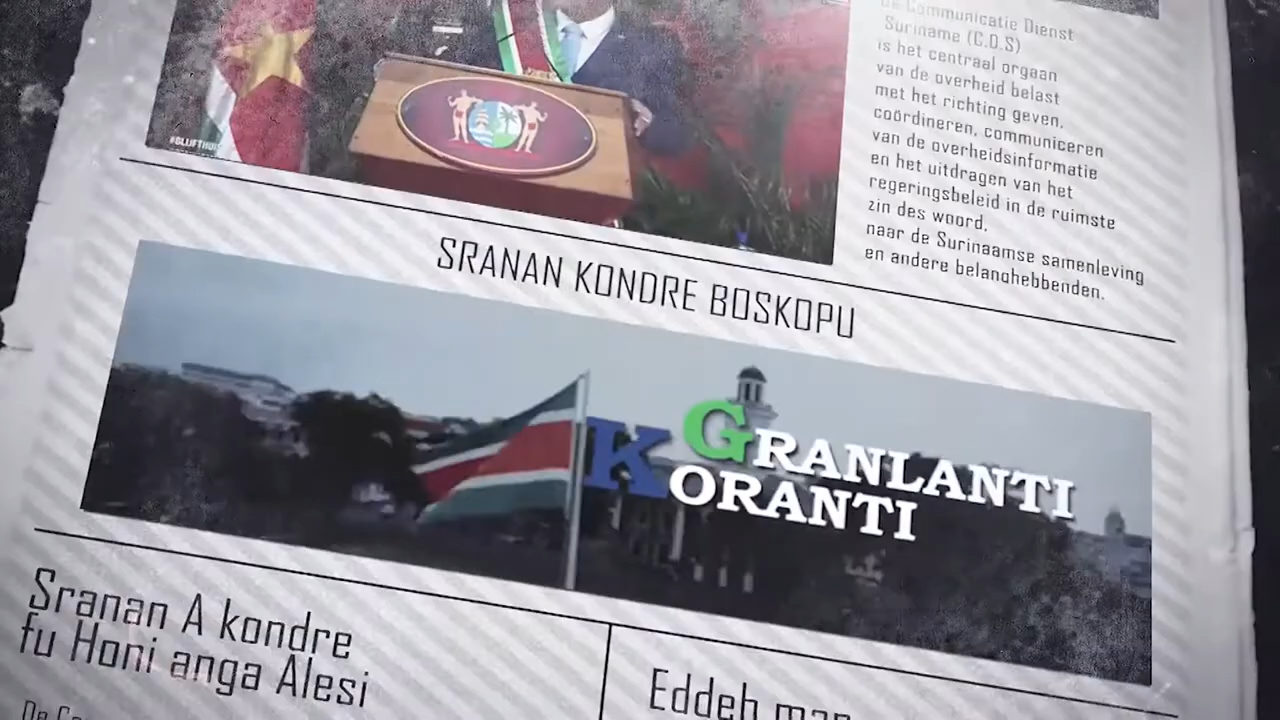 De Communicatie Dienst
Suriname (C.D.S)
is het centraal orgaan
van de overheid belast
met het richting geven,
coördineren, communiceren
van de overheidsinformatie
en het uitdragen van het
regeringsbeleid in de ruimste
zin des woord,
naar de Surinaamse samenleving
en andere belanghebbenden.
SRANAN KONDRE BOSKOPU
GRANLANTI
KORANTI
Sranan A kondre
fu Honi anga Alesi
Eddeh man